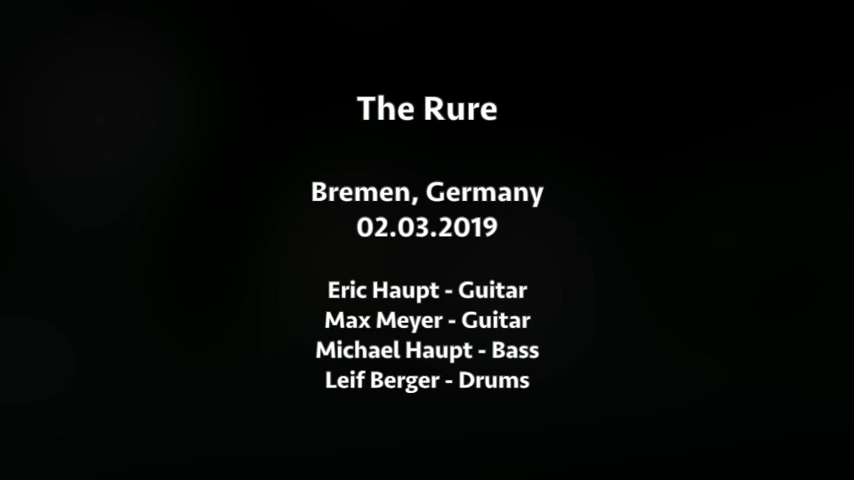 The Rure
Bremen, Germany
02.03.2019
Eric Haupt - Guitar
Max Meyer - Guitar
Michael Haupt - Bass
Leif Berger - Drums